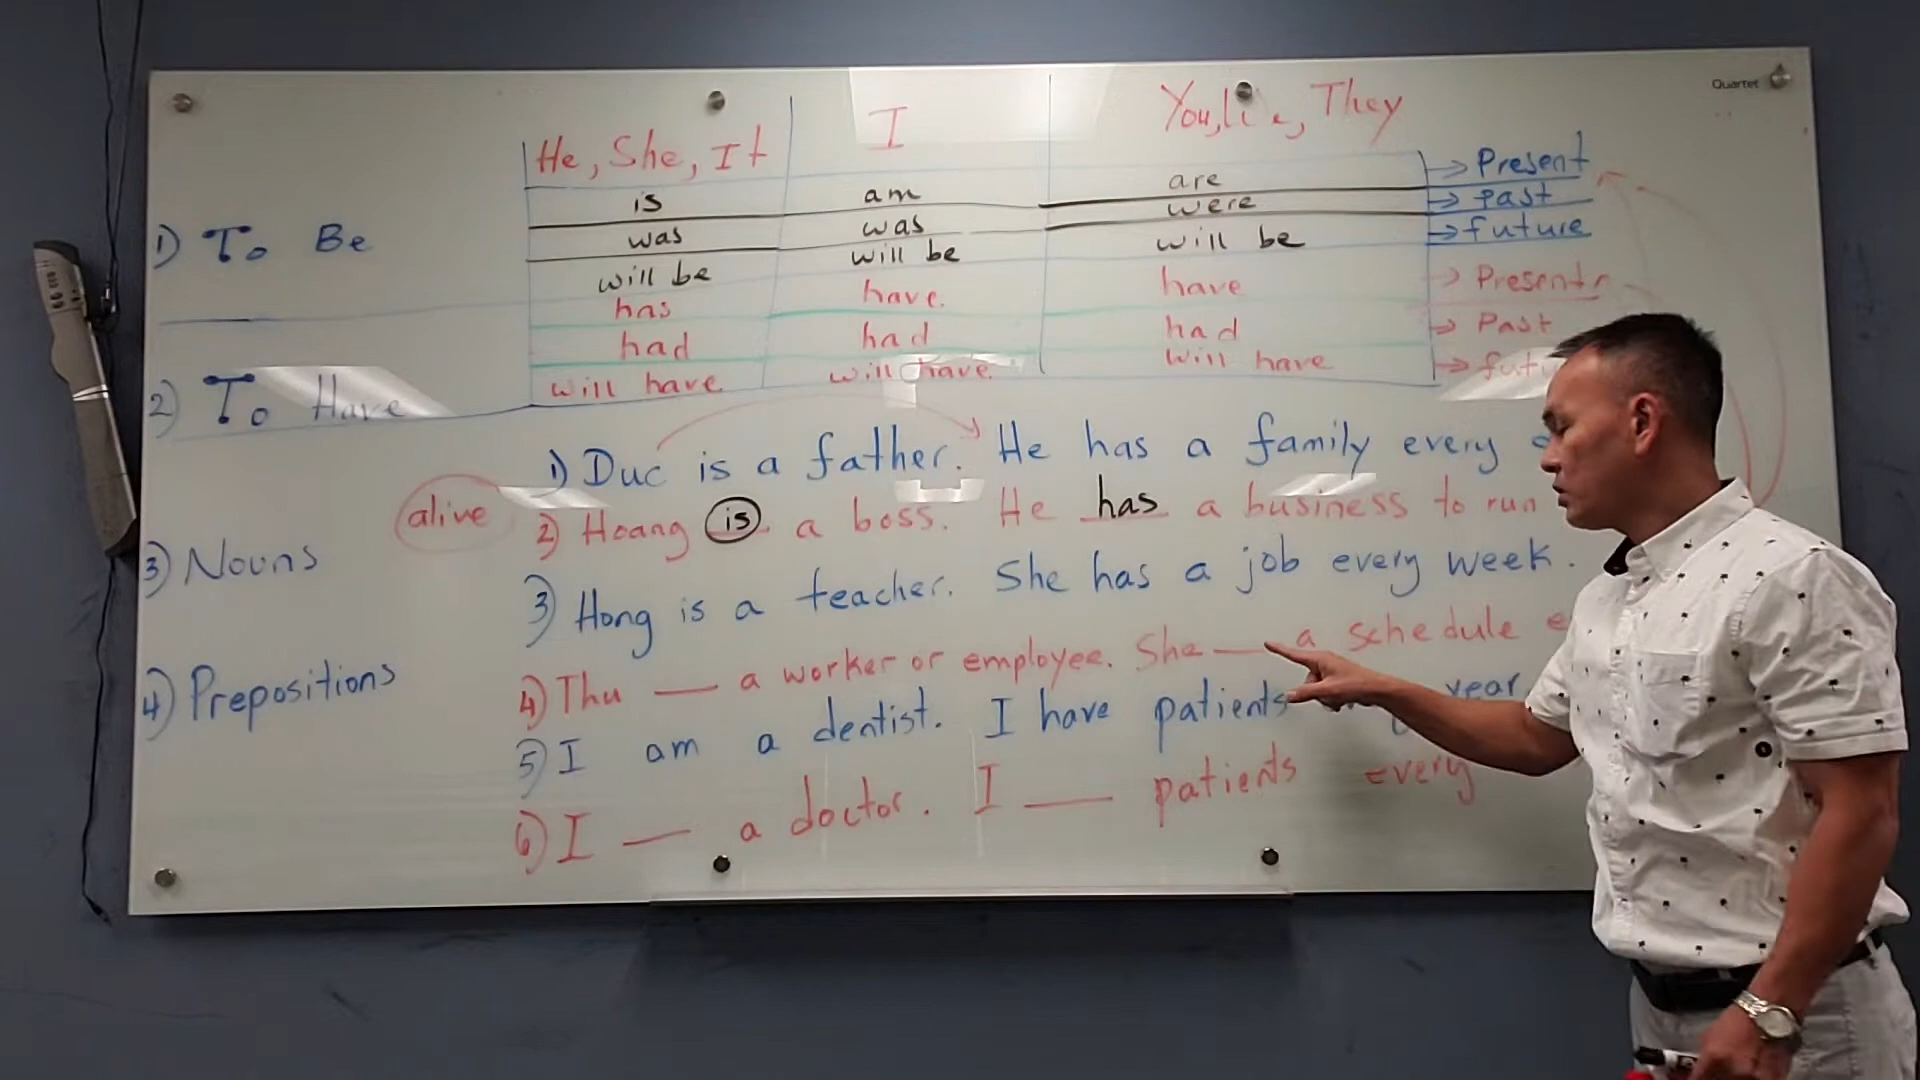 Quartet
He, She, It I You, We, They
is am are → Present
was was were → Past
will be will be will be → future
1) To Be
has have have → Present
had had had → Past
will have will have will have →
2) To Have
1) Duc is a father. He has a family every
alive
2) Hoang is a boss. He has a business to run
3) Nouns
3) Hong is a teacher. She has a job every week.
4) Thu ___ a worker or employee. She ___ a schedule
4) Prepositions
5) I am a dentist. I have patients year
6) I ___ a doctor. I ___ patients every